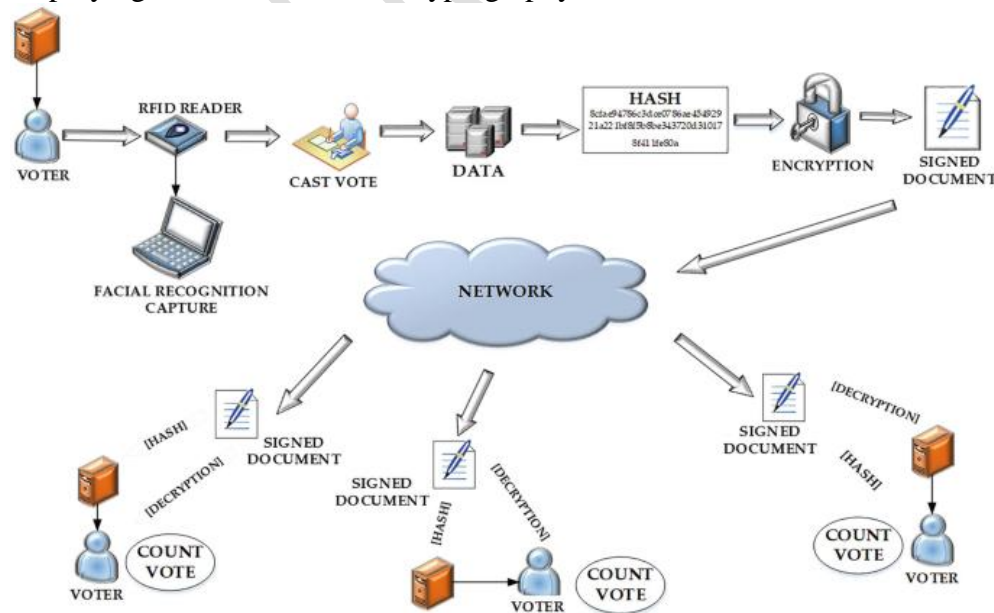 RFID READER
VOTER
CAST VOTE
DATA
HASH
ENCRYPTION
SIGNED
DOCUMENT
FACIAL RECOGNITION
CAPTURE
NETWORK
[HASH]
[DECRYPTION]
SIGNED
DOCUMENT
VOTER
COUNT
VOTE
SIGNED
DOCUMENT
[HASH]
[DECRYPTION]
VOTER
COUNT
VOTE
SIGNED
DOCUMENT
[DECRYPTION]
[HASH]
COUNT
VOTE
VOTER